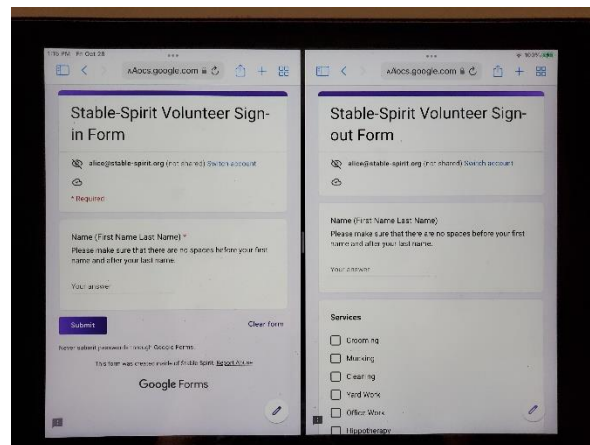 1:15 PM Fri Oct 28
100%
AA docs.google.com
Stable-Spirit Volunteer Sign-
in Form
alice@stable-spirit.org (not shared) Switch account
* Required
Name (First Name Last Name) *
Please make sure that there are no spaces before your first
name and after your last name.
Your answer
Submit
Clear form
Never submit passwords through Google Forms.
This form was created inside of Stable Spirit. Report Abuse
Google Forms
AA docs.google.com
Stable-Spirit Volunteer Sign-
out Form
alice@stable-spirit.org (not shared) Switch account
Name (First Name Last Name)
Please make sure that there are no spaces before your first
name and after your last name.
Your answer
Services
Grooming
Mucking
Cleaning
Yard Work
Office Work
Hippotherapy